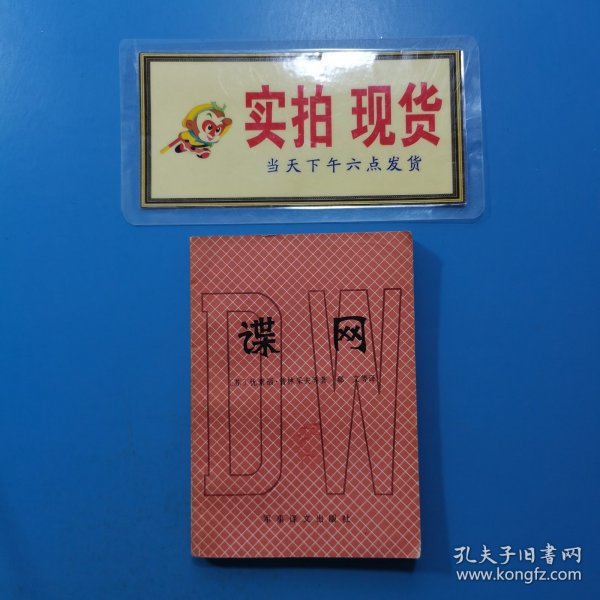 实拍 现货
当天下午六点发货
DW
谍 网
军事译文出版社
孔夫子旧书网
www.kongfz.com